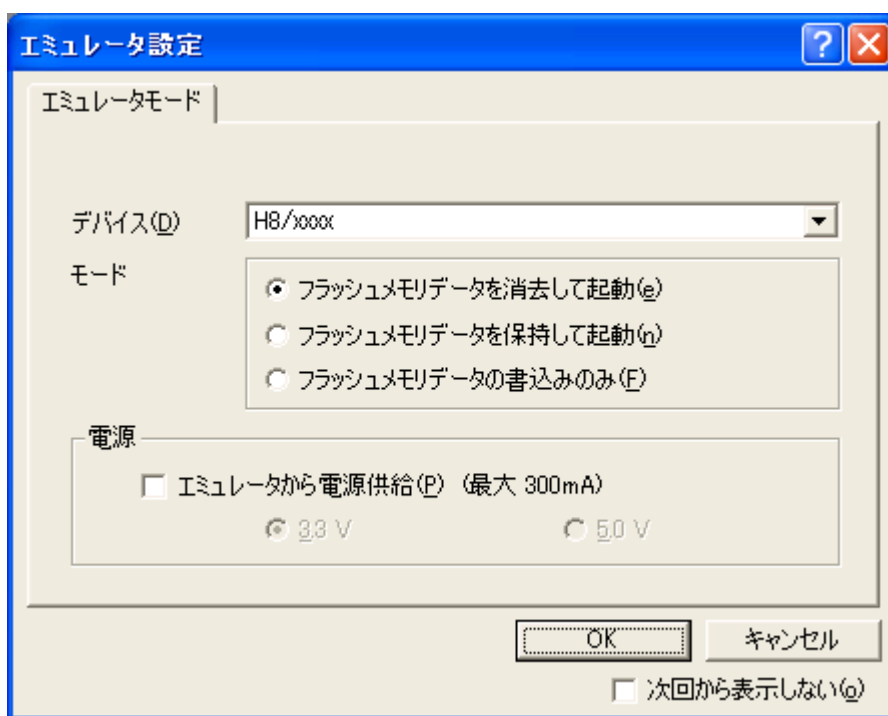 エミュレータ設定
エミュレータモード
デバイス(D) H8/xxxx
モード
フラッシュメモリデータを消去して起動(e)
フラッシュメモリデータを保持して起動(n)
フラッシュメモリデータの書込みのみ(F)
電源
エミュレータから電源供給(P) (最大 300mA)
3.3 V 5.0 V
OK キャンセル
次回から表示しない(o)